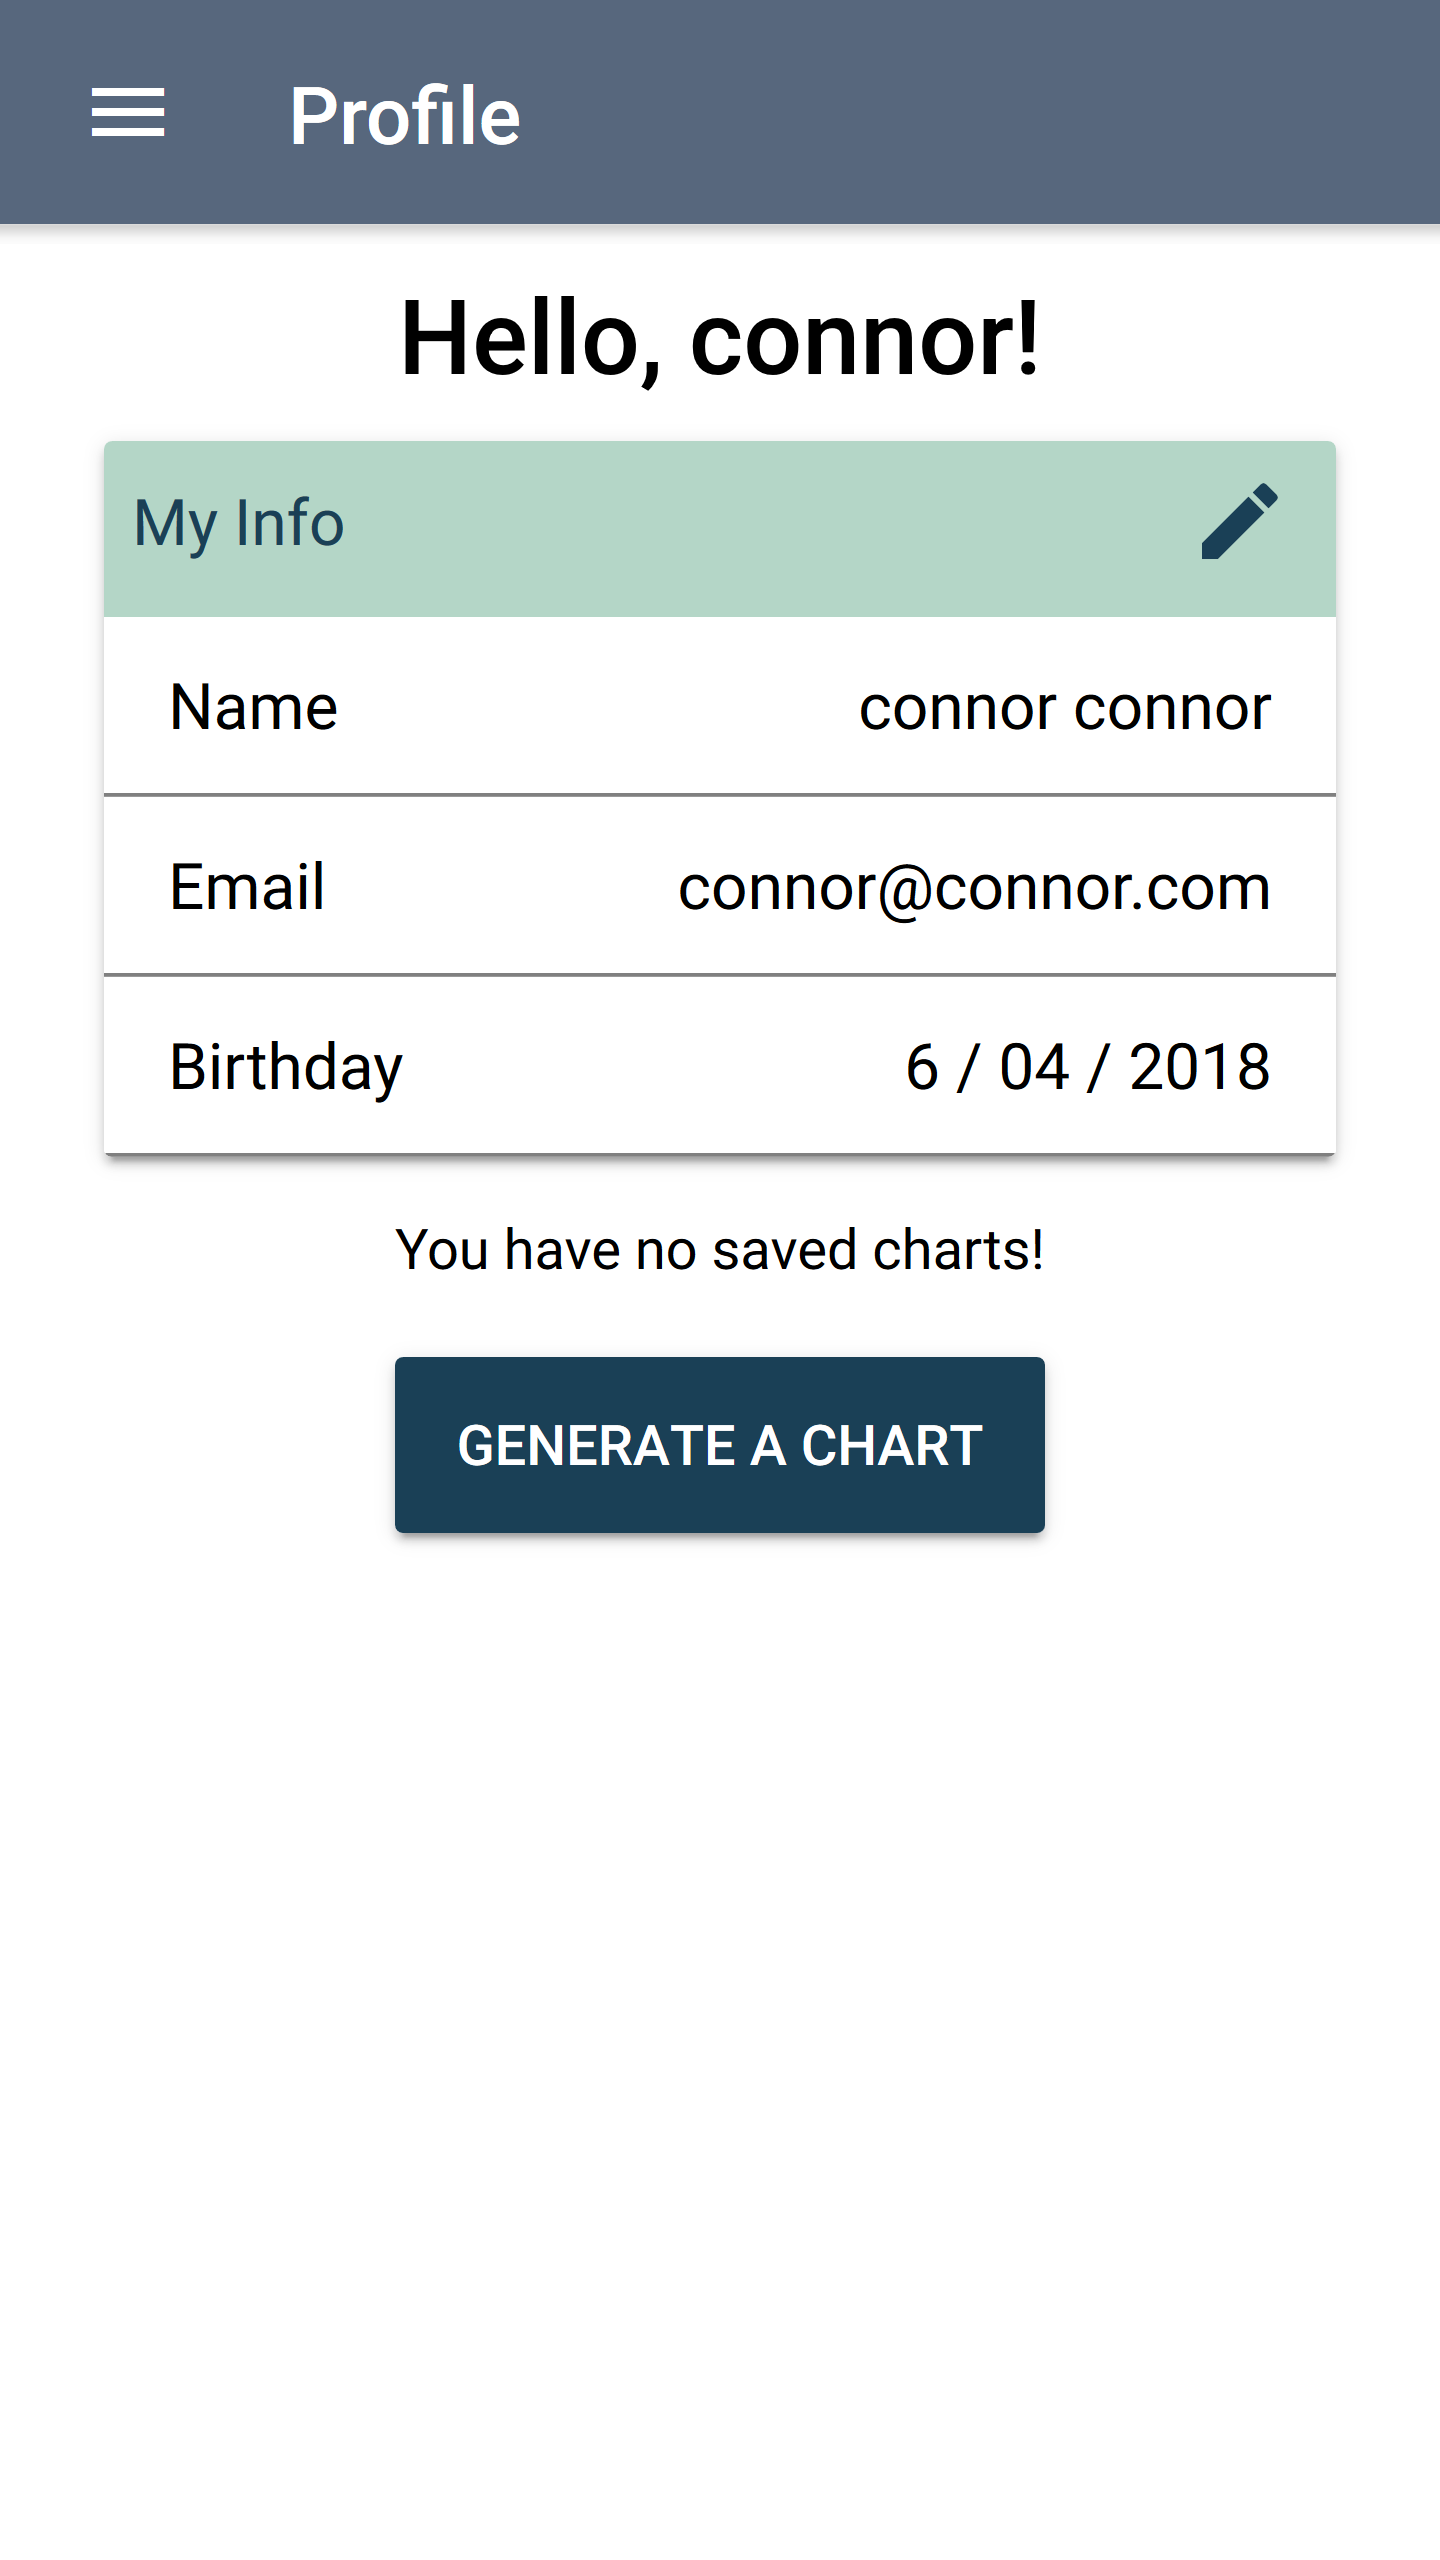 Profile
Hello, connor!
My Info
Name connor connor
Email connor@connor.com
Birthday 6 / 04 / 2018
You have no saved charts!
GENERATE A CHART